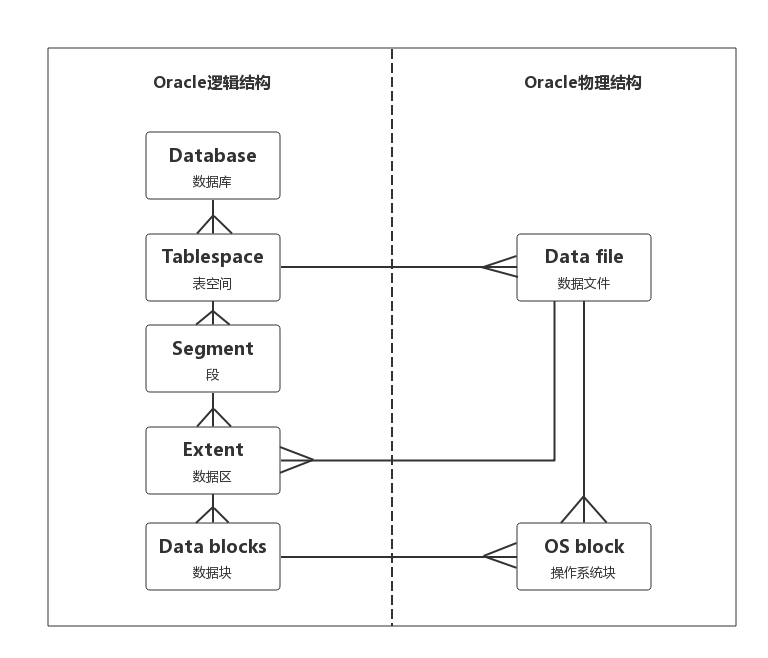 Oracle逻辑结构
Oracle物理结构
Database
数据库
Tablespace
表空间
Data file
数据文件
Segment
段
Extent
数据区
Data blocks
数据块
OS block
操作系统块